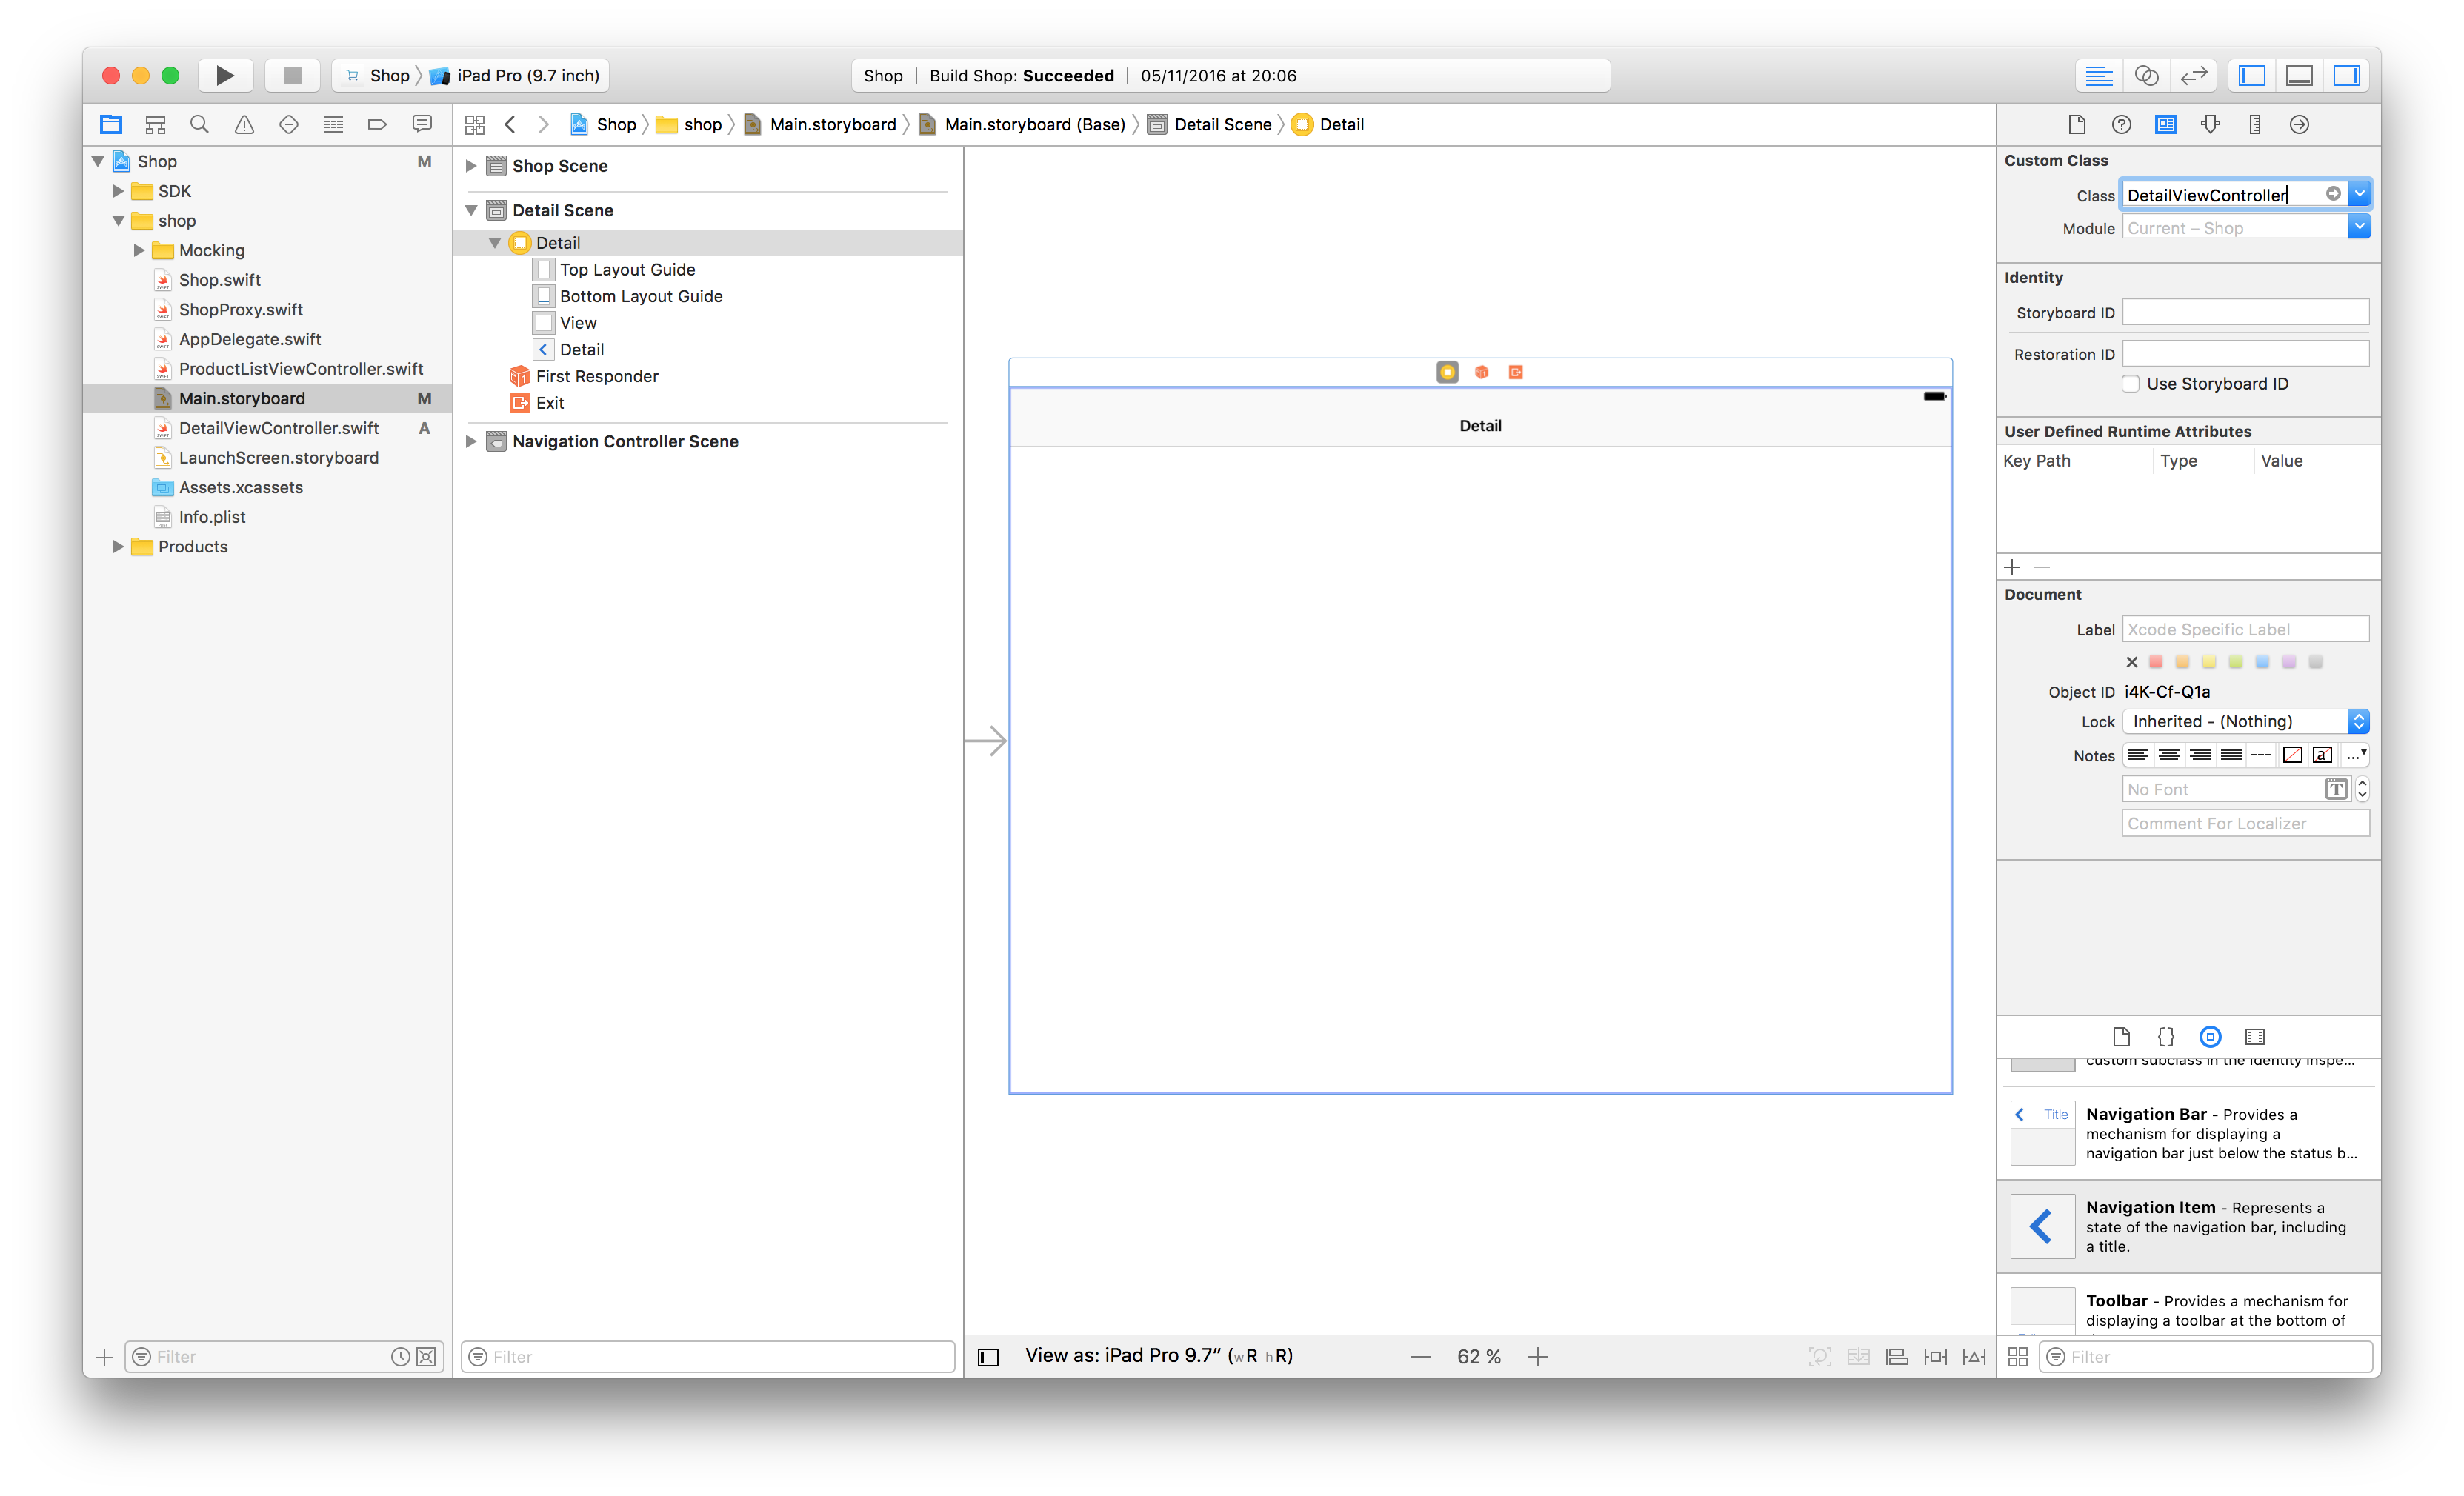 Shop 〉 iPad Pro (9.7 inch)
Shop | Build Shop: Succeeded | 05/11/2016 at 20:06
Shop 〉 shop 〉 Main.storyboard 〉 Main.storyboard (Base) 〉 Detail Scene 〉 Detail
Shop M
SDK
shop
Mocking
Shop.swift
ShopProxy.swift
AppDelegate.swift
ProductListViewController.swift
Main.storyboard M
DetailViewController.swift A
LaunchScreen.storyboard
Assets.xcassets
Info.plist
Products
Filter
Shop Scene
Detail Scene
Detail
Top Layout Guide
Bottom Layout Guide
View
Detail
First Responder
Exit
Navigation Controller Scene
Filter
Detail
View as: iPad Pro 9.7” (wR hR)
62 %
Custom Class
Class DetailViewController
Module Current – Shop
Identity
Storyboard ID
Restoration ID
Use Storyboard ID
User Defined Runtime Attributes
Key Path Type Value
Document
Label Xcode Specific Label
Object ID i4K-Cf-Q1a
Lock Inherited - (Nothing)
Notes
No Font
Comment For Localizer
custom subclass in the identity inspe...
Title
Navigation Bar - Provides a
mechanism for displaying a
navigation bar just below the status b...
Navigation Item - Represents a
state of the navigation bar, including
a title.
Toolbar - Provides a mechanism for
displaying a toolbar at the bottom of
Filter